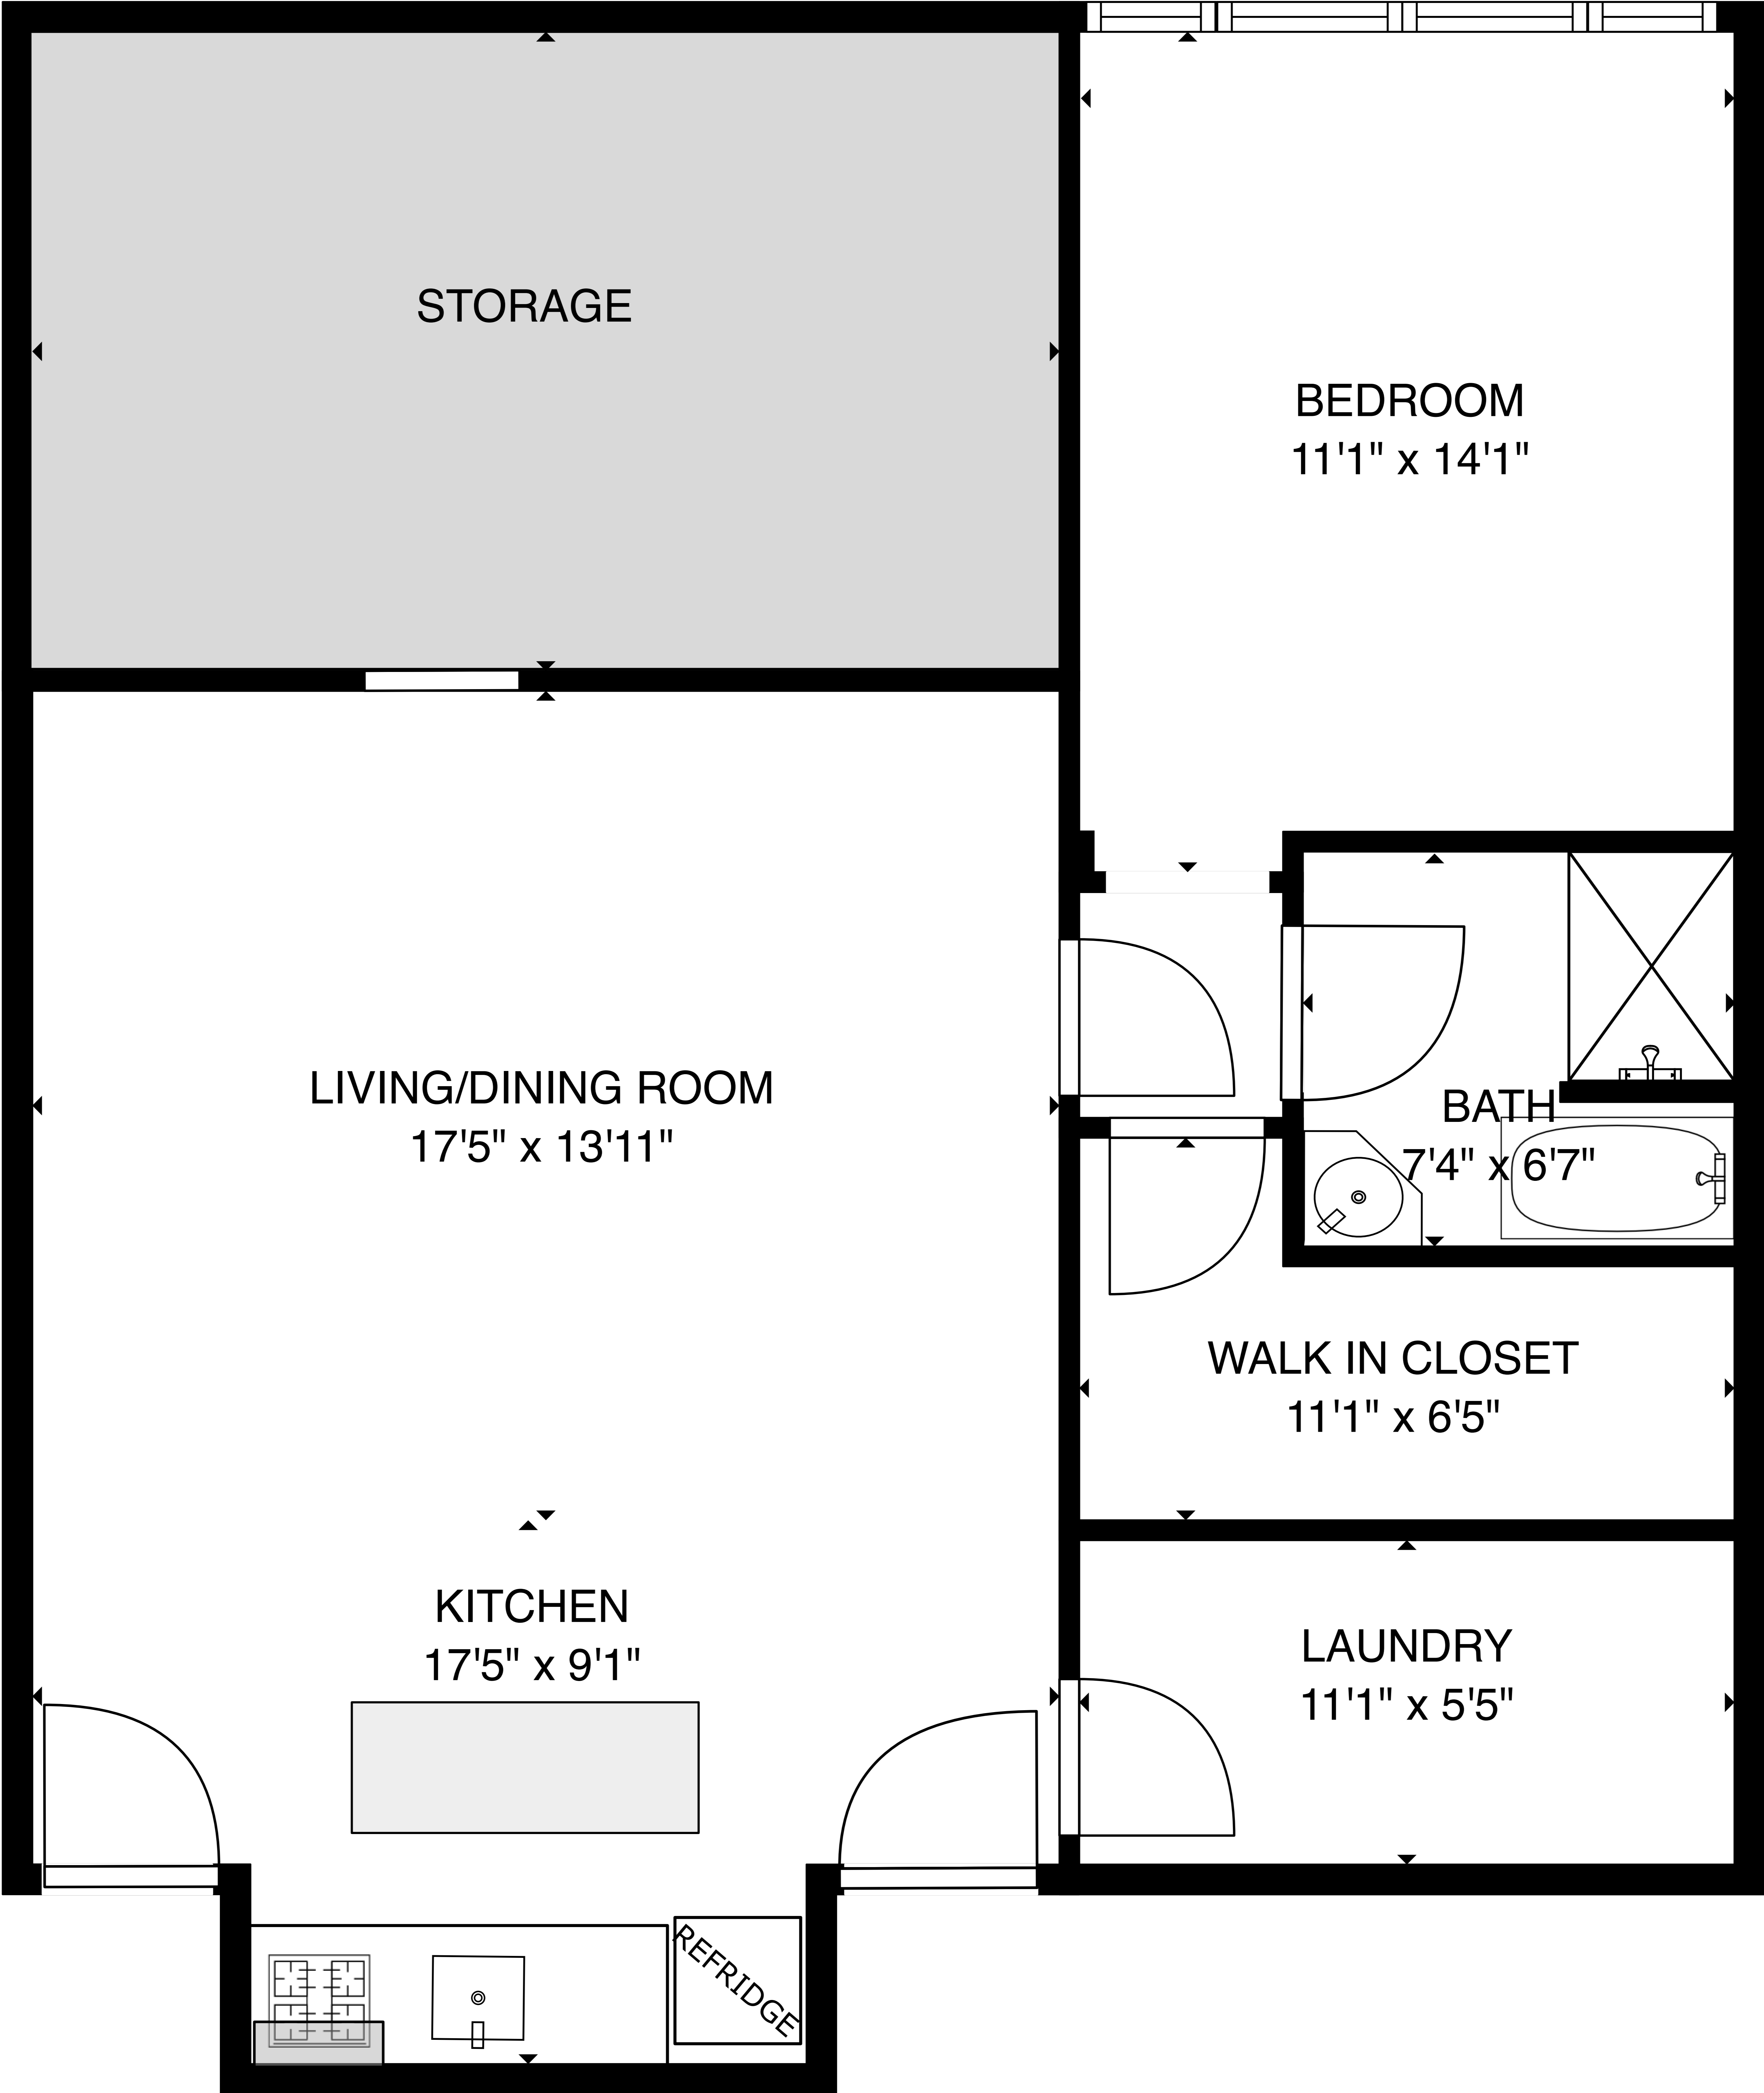 STORAGE
BEDROOM
11'1" x 14'1"
LIVING/DINING ROOM
17'5" x 13'11"
BATH
7'4" x 6'7"
WALK IN CLOSET
11'1" x 6'5"
KITCHEN
17'5" x 9'1"
LAUNDRY
11'1" x 5'5"
REFRIDGE